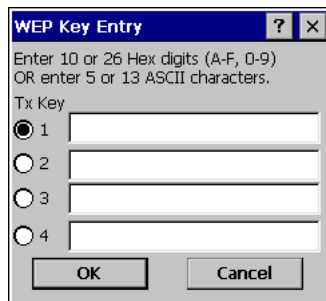 WEP Key Entry ? ×
Enter 10 or 26 Hex digits (A-F, 0-9)
OR enter 5 or 13 ASCII characters.
Tx Key
1
2
3
4
OK Cancel